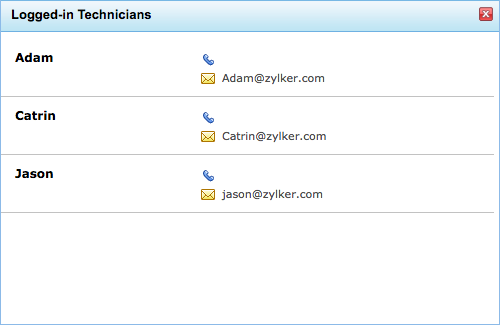 Logged-in Technicians
Adam
Adam@zylker.com
Catrin
Catrin@zylker.com
Jason
jason@zylker.com